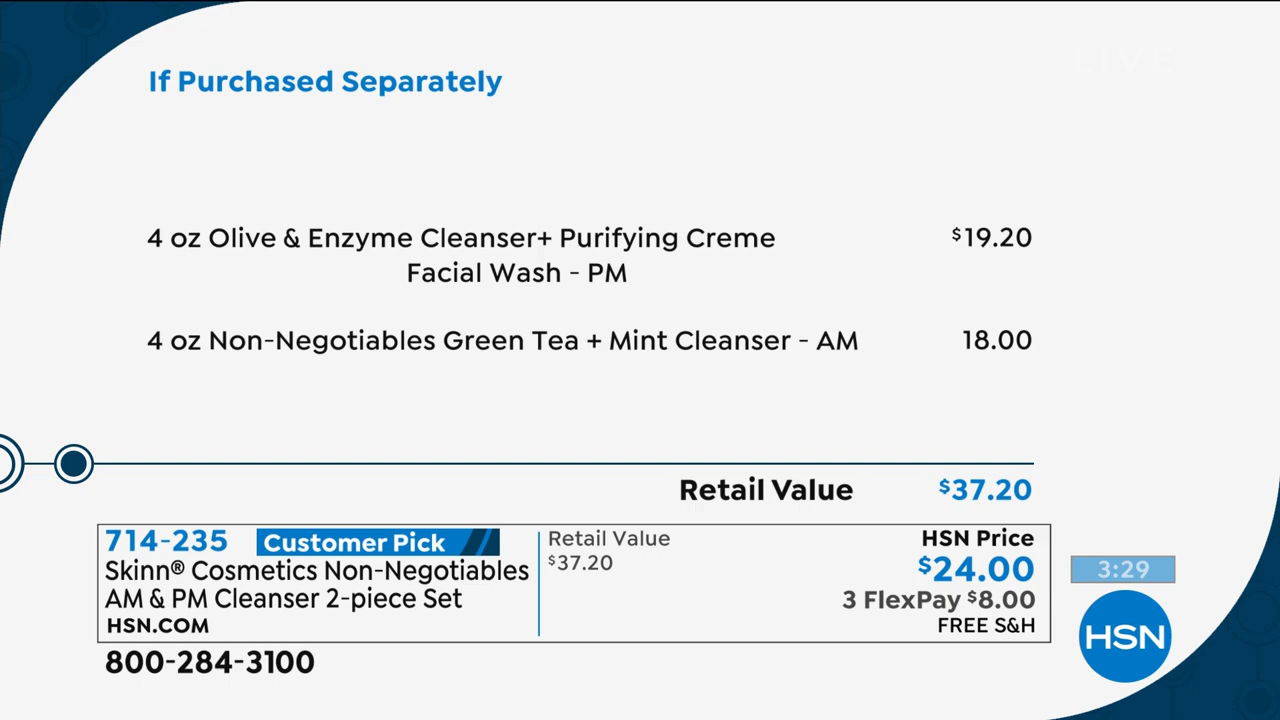 LIVE
If Purchased Separately
4 oz Olive & Enzyme Cleanser+ Purifying Creme $19.20
Facial Wash - PM
4 oz Non-Negotiables Green Tea + Mint Cleanser - AM 18.00
Retail Value $37.20
714-235 Customer Pick
Skinn® Cosmetics Non-Negotiables
AM & PM Cleanser 2-piece Set
HSN.COM
Retail Value
$37.20
HSN Price
$24.00
3 FlexPay $8.00
FREE S&H
3:29
HSN
800-284-3100